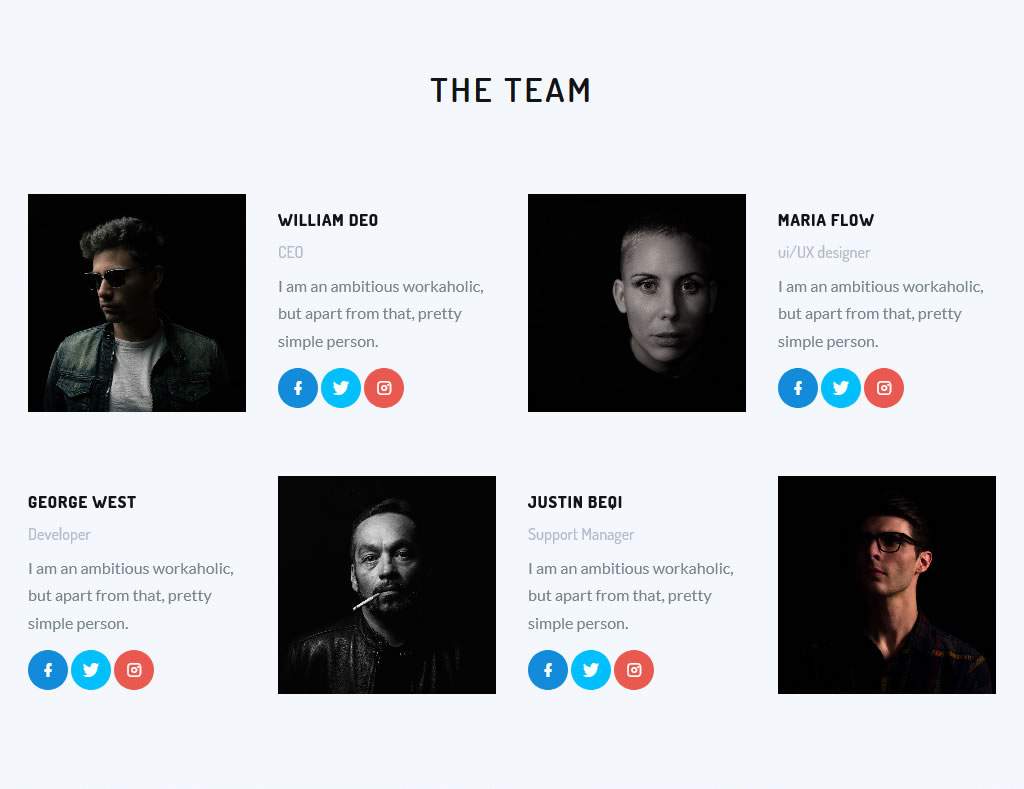 THE TEAM
WILLIAM DEO
CEO
I am an ambitious workaholic,
but apart from that, pretty
simple person.
MARIA FLOW
ui/UX designer
I am an ambitious workaholic,
but apart from that, pretty
simple person.
GEORGE WEST
Developer
I am an ambitious workaholic,
but apart from that, pretty
simple person.
JUSTIN BEQI
Support Manager
I am an ambitious workaholic,
but apart from that, pretty
simple person.